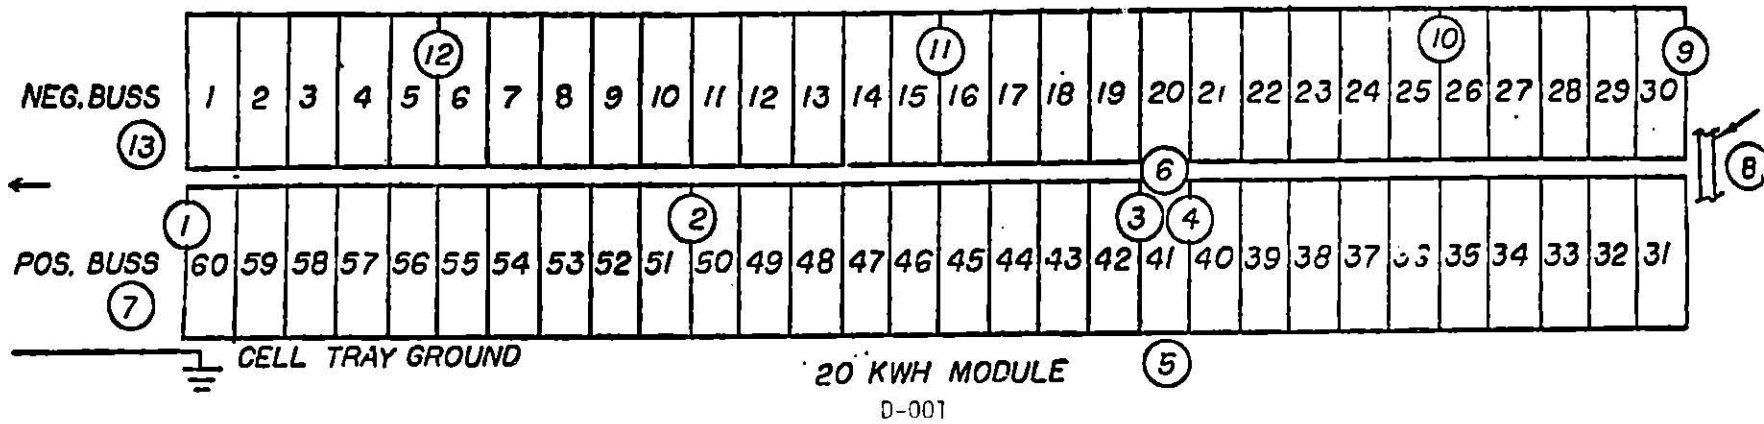 12 11 10 9
NEG. BUSS 1 2 3 4 5 6 7 8 9 10 11 12 13 14 15 16 17 18 19 20 21 22 23 24 25 26 27 28 29 30
13 6 8
1 2 3 4
POS. BUSS 60 59 58 57 56 55 54 53 52 51 50 49 48 47 46 45 44 43 42 41 40 39 38 37 36 35 34 33 32 31
7
CELL TRAY GROUND 20 KWH MODULE 5
D-001